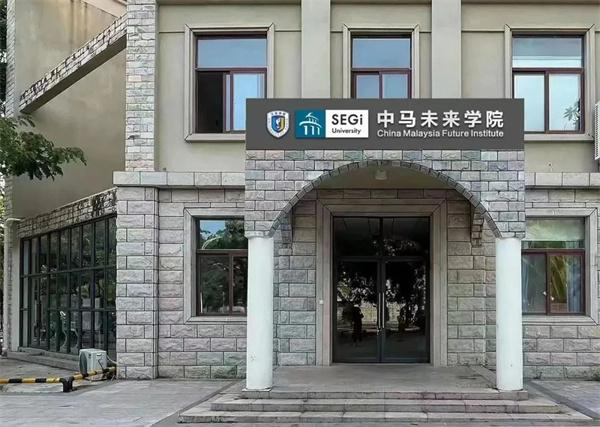 SEGi
University
中马未来学院
China Malaysia Future Institute